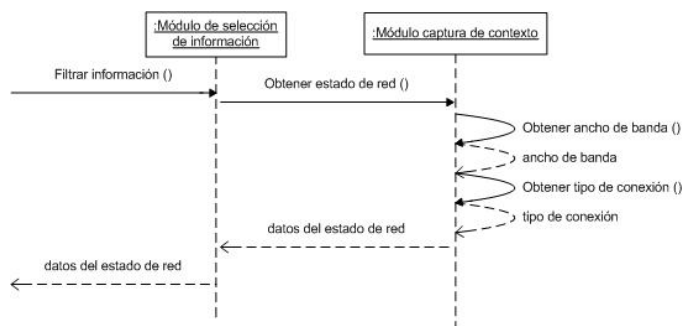 :Módulo de selección
de información
:Módulo captura de contexto
Filtrar información ()
Obtener estado de red ()
Obtener ancho de banda ()
ancho de banda
Obtener tipo de conexión ()
tipo de conexión
datos del estado de red
datos del estado de red